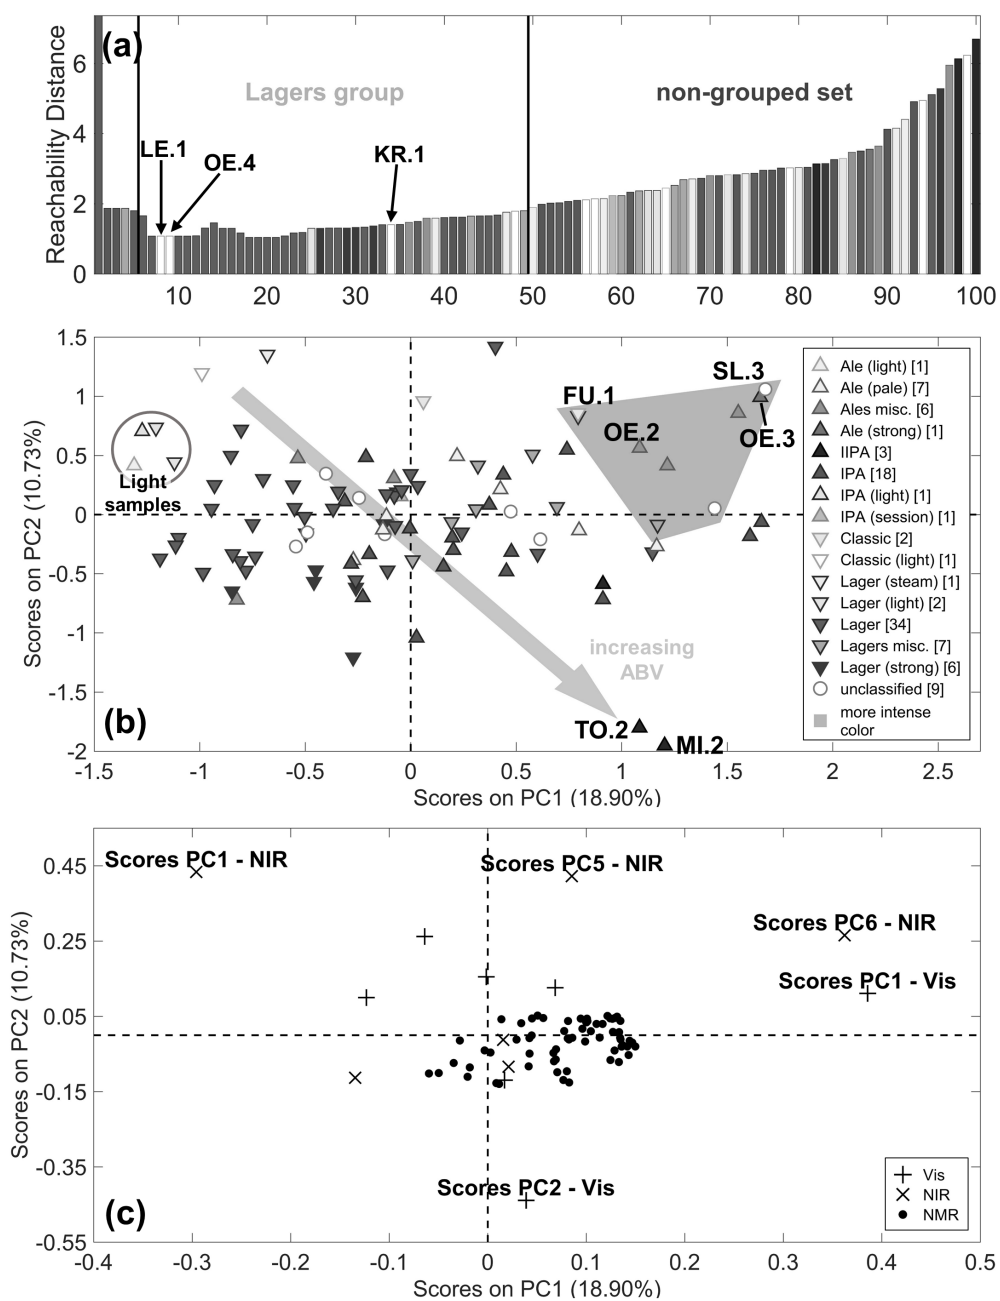 (a)
Reachability Distance
6
4
2
0
Lagers group
non-grouped set
LE.1
OE.4
KR.1
10 20 30 40 50 60 70 80 90 100
1.5
1
0.5
0
-0.5
-1
-1.5
-2
Scores on PC2 (10.73%)
Light
samples
FU.1
SL.3
OE.2
OE.3
increasing
ABV
TO.2
MI.2
(b)
Ale (light) [1]
Ale (pale) [7]
Ales misc. [6]
Ale (strong) [1]
IIPA [3]
IPA [18]
IPA (light) [1]
IPA (session) [1]
Classic [2]
Classic (light) [1]
Lager (steam) [1]
Lager (light) [2]
Lager [34]
Lagers misc. [7]
Lager (strong) [6]
unclassified [9]
more intense
color
-1.5 -1 -0.5 0 0.5 1 1.5 2 2.5
Scores on PC1 (18.90%)
0.45
0.25
0.05
-0.15
-0.35
-0.55
Scores on PC2 (10.73%)
Scores PC1 - NIR
Scores PC5 - NIR
Scores PC6 - NIR
Scores PC1 - Vis
Scores PC2 - Vis
(c)
Vis
NIR
NMR
-0.4 -0.3 -0.2 -0.1 0 0.1 0.2 0.3 0.4 0.5
Scores on PC1 (18.90%)